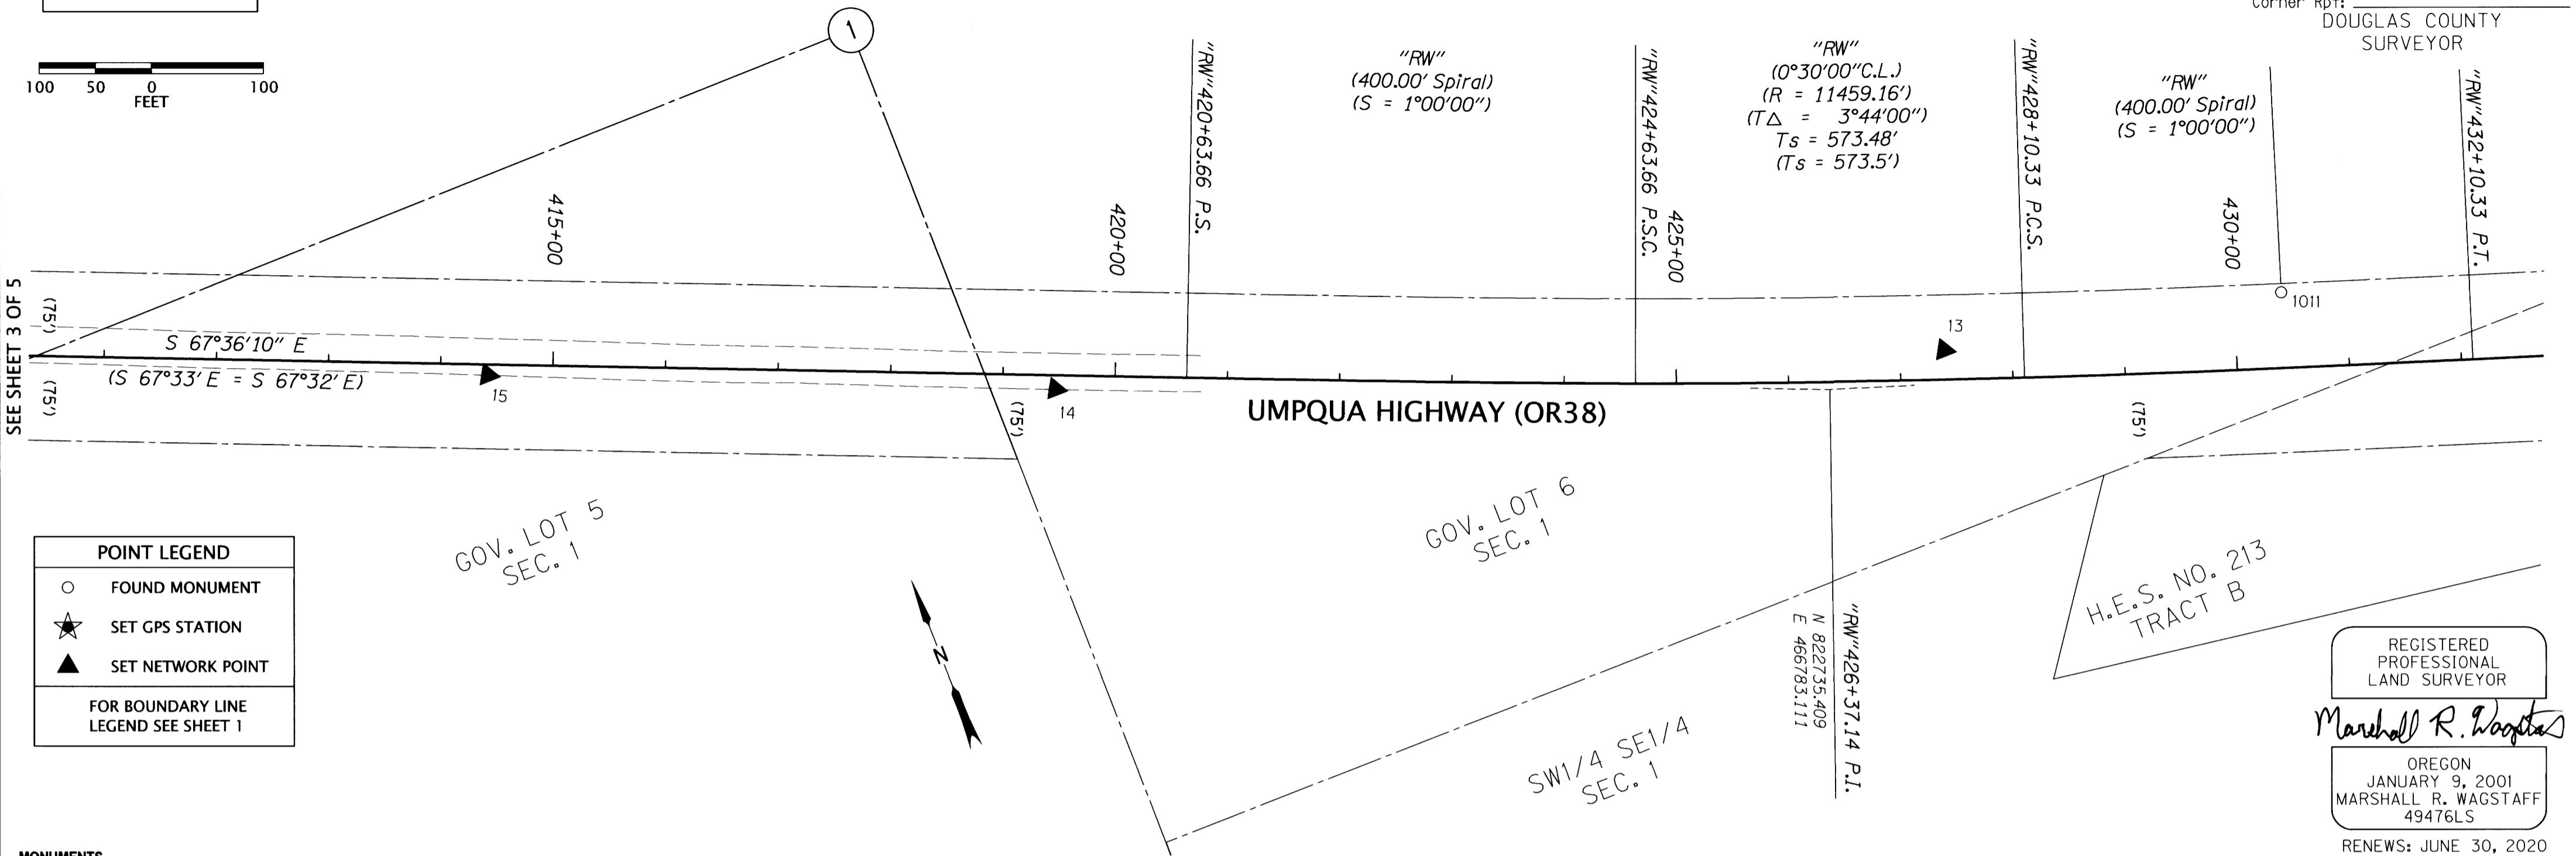 Corner Rpt:
DOUGLAS COUNTY
SURVEYOR
100 50 0 100
FEET
1
"RW"420+63.66 P.S.
"RW"
(400.00' Spiral)
(S = 1°00'00")
"RW"424+63.66 P.S.C.
"RW"
(0°30'00"C.L.)
(R = 11459.16')
(T△ = 3°44'00")
Ts = 573.48'
(Ts = 573.5')
"RW"428+10.33 P.C.S.
"RW"
(400.00' Spiral)
(S = 1°00'00")
"RW"432+10.33 P.T.
415+00
420+00
425+00
430+00
1011
13
SEE SHEET 3 OF 5
(75')
S 67°36'10" E
(S 67°33' E = S 67°32' E)
(75')
15
14
(75')
UMPQUA HIGHWAY (OR38)
(75')
GOV. LOT 5
SEC. 1
GOV. LOT 6
SEC. 1
H.E.S. NO. 213
TRACT B
POINT LEGEND
FOUND MONUMENT
SET GPS STATION
SET NETWORK POINT
FOR BOUNDARY LINE
LEGEND SEE SHEET 1
N
"RW"426+37.14 P.I.
N 822735.409
E 466783.111
SW1/4 SE1/4
SEC. 1
REGISTERED
PROFESSIONAL
LAND SURVEYOR
Marshall R. Wagstaff
OREGON
JANUARY 9, 2001
MARSHALL R. WAGSTAFF
49476LS
RENEWS: JUNE 30, 2020
MONUMENTS